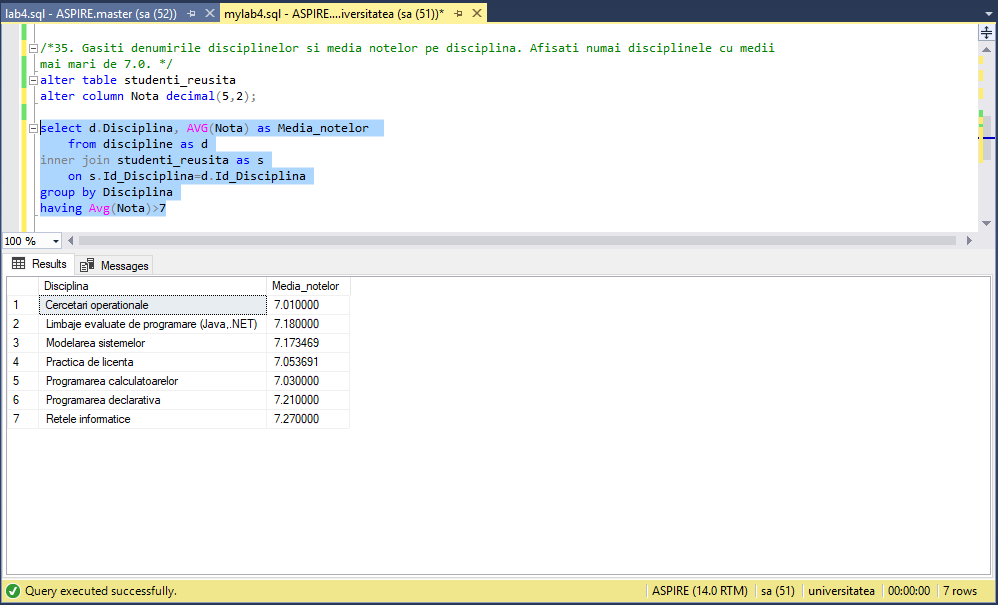 lab4.sql - ASPIRE.master (sa (52))
mylab4.sql - ASPIRE....iversitatea (sa (51))*
/*35. Gasiti denumirile disciplinelor si media notelor pe disciplina. Afisati numai disciplinele cu medii
mai mari de 7.0. */
alter table studenti_reusita
alter column Nota decimal(5,2);
select d.Disciplina, AVG(Nota) as Media_notelor
from discipline as d
inner join studenti_reusita as s
on s.Id_Disciplina=d.Id_Disciplina
group by Disciplina
having Avg(Nota)>7
100 %
Results Messages
Disciplina Media_notelor
1 Cercetari operationale 7.010000
2 Limbaje evaluate de programare (Java,.NET) 7.180000
3 Modelarea sistemelor 7.173469
4 Practica de licenta 7.053691
5 Programarea calculatoarelor 7.030000
6 Programarea declarativa 7.210000
7 Retele informatice 7.270000
Query executed successfully. ASPIRE (14.0 RTM) sa (51) universitatea 00:00:00 7 rows